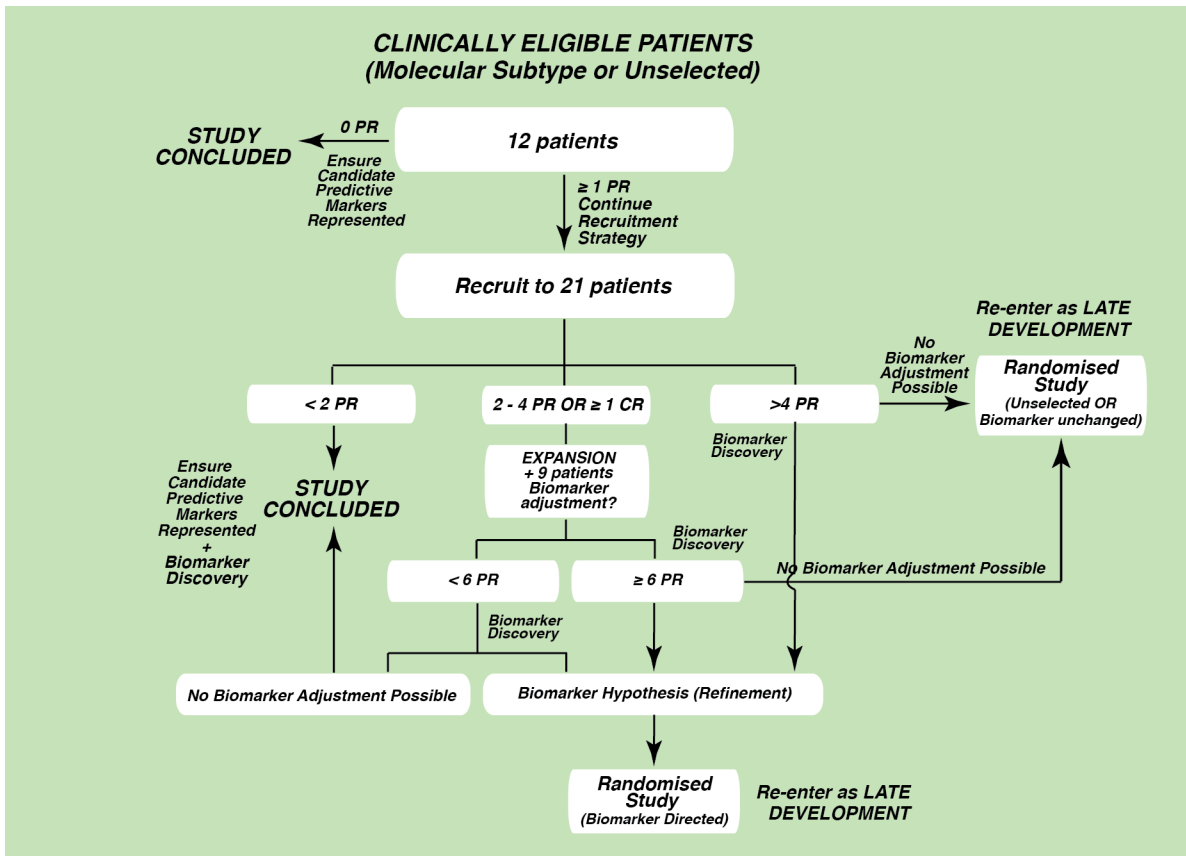 CLINICALLY ELIGIBLE PATIENTS
(Molecular Subtype or Unselected)
STUDY
CONCLUDED
0 PR
Ensure
Candidate
Predictive
Markers
Represented
12 patients
≥ 1 PR
Continue
Recruitment
Strategy
Recruit to 21 patients
< 2 PR
2 - 4 PR OR ≥ 1 CR
>4 PR
No
Biomarker
Adjustment
Possible
Re-enter as LATE
DEVELOPMENT
Randomised
Study
(Unselected OR
Biomarker unchanged)
Biomarker
Discovery
Ensure
Candidate
Predictive
Markers
Represented
+
Biomarker
Discovery
STUDY
CONCLUDED
EXPANSION
+ 9 patients
Biomarker
adjustment?
Biomarker
Discovery
< 6 PR
≥ 6 PR
No Biomarker Adjustment Possible
Biomarker
Discovery
No Biomarker Adjustment Possible
Biomarker Hypothesis (Refinement)
Randomised
Study
(Biomarker Directed)
Re-enter as LATE
DEVELOPMENT